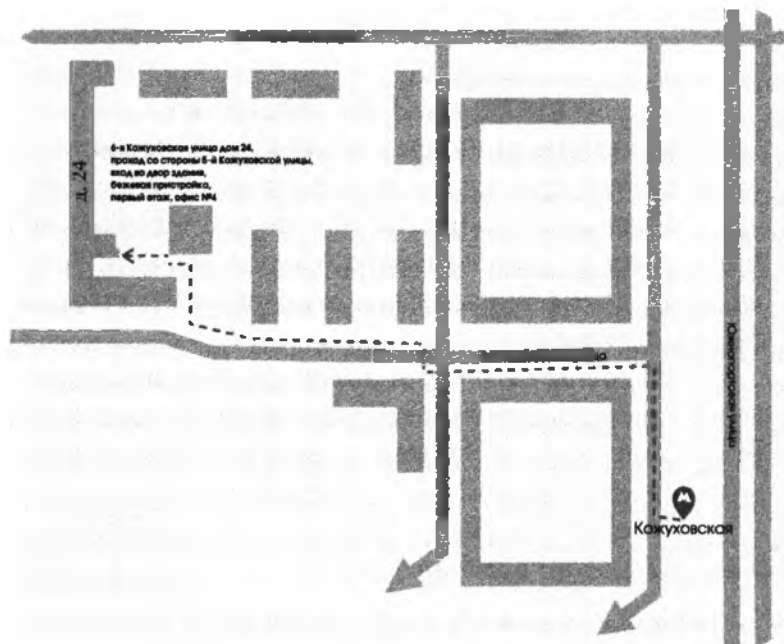 6-я Кожуховская улица дом 24,
проход со стороны 5-й Кожуховской улицы,
вход во двор здания,
бежевая пристройка,
первый этаж, офис №4
д. 24
Кожуховская